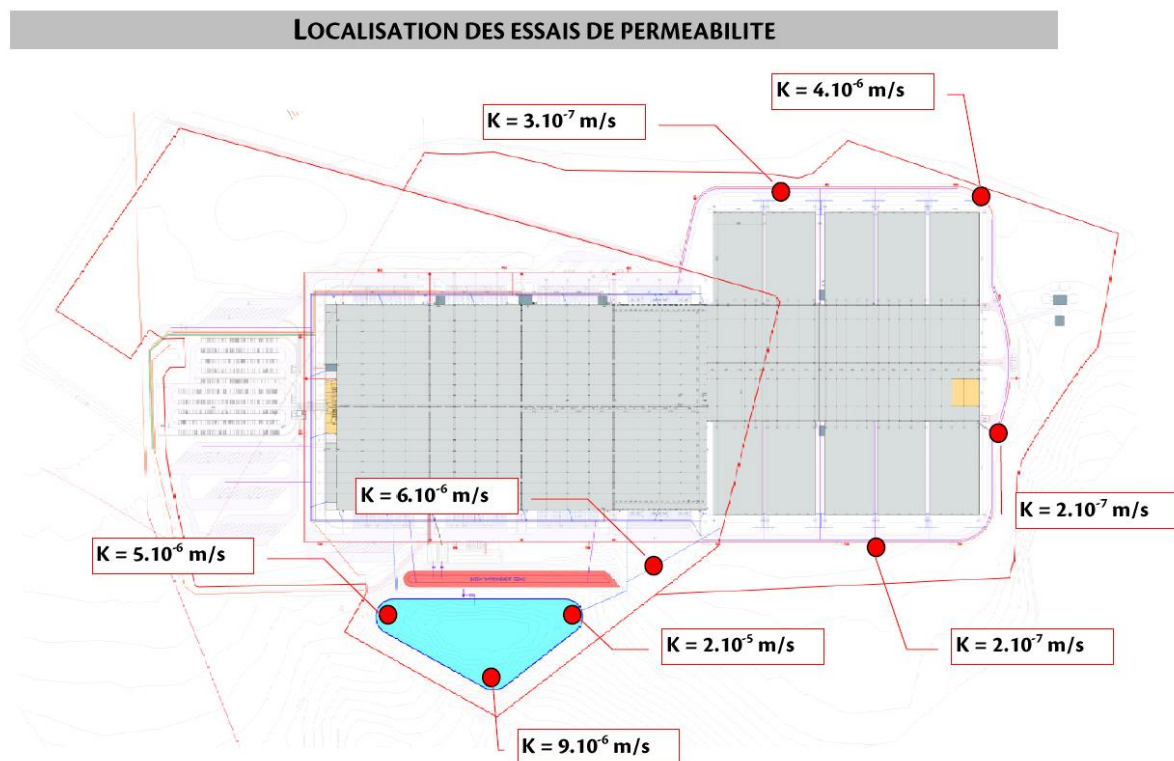 LOCALISATION DES ESSAIS DE PERMEABILITE
K = 4.10⁻⁶ m/s
K = 3.10⁻⁷ m/s
K = 6.10⁻⁶ m/s
K = 2.10⁻⁷ m/s
K = 5.10⁻⁶ m/s
K = 2.10⁻⁵ m/s
K = 2.10⁻⁷ m/s
K = 9.10⁻⁶ m/s